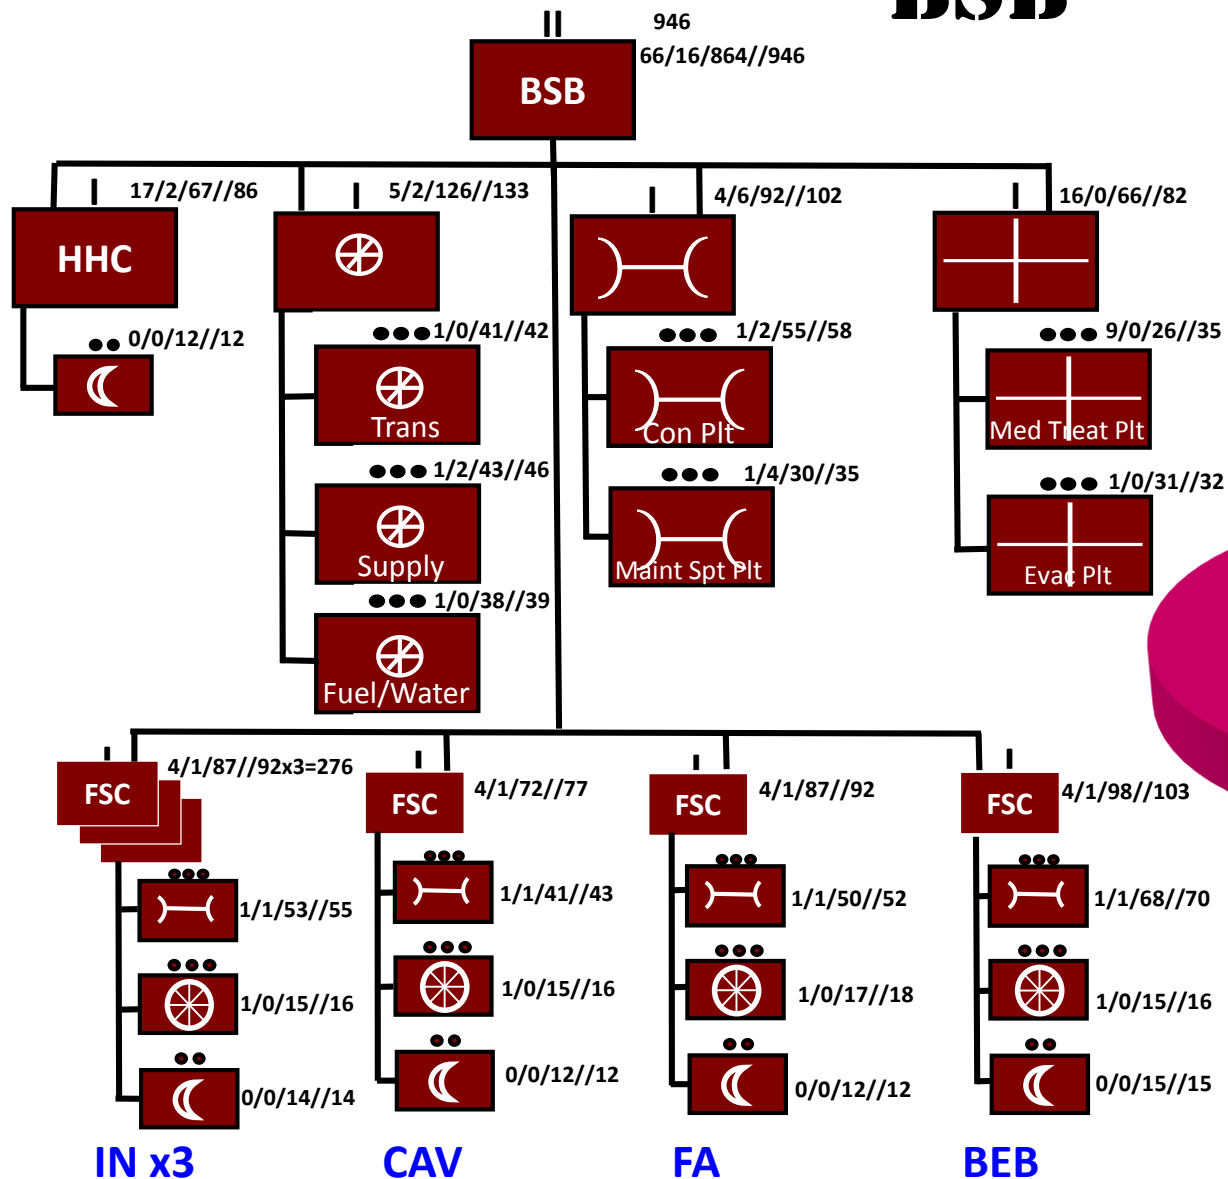 BSB
946
66/16/864//946
BSB
17/2/67//86
5/2/126//133
4/6/92//102
16/0/66//82
HHC
0/0/12//12
1/0/41//42
1/2/55//58
9/0/26//35
Trans
Con Plt
Med Treat Plt
1/2/43//46
1/4/30//35
1/0/31//32
Supply
Maint Spt Plt
Evac Plt
1/0/38//39
Fuel/Water
4/1/87//92x3=276
4/1/72//77
4/1/87//92
4/1/98//103
FSC
FSC
FSC
FSC
1/1/53//55
1/1/41//43
1/1/50//52
1/1/68//70
1/0/15//16
1/0/15//16
1/0/17//18
1/0/15//16
0/0/14//14
0/0/12//12
0/0/12//12
0/0/15//15
IN x3
CAV
FA
BEB